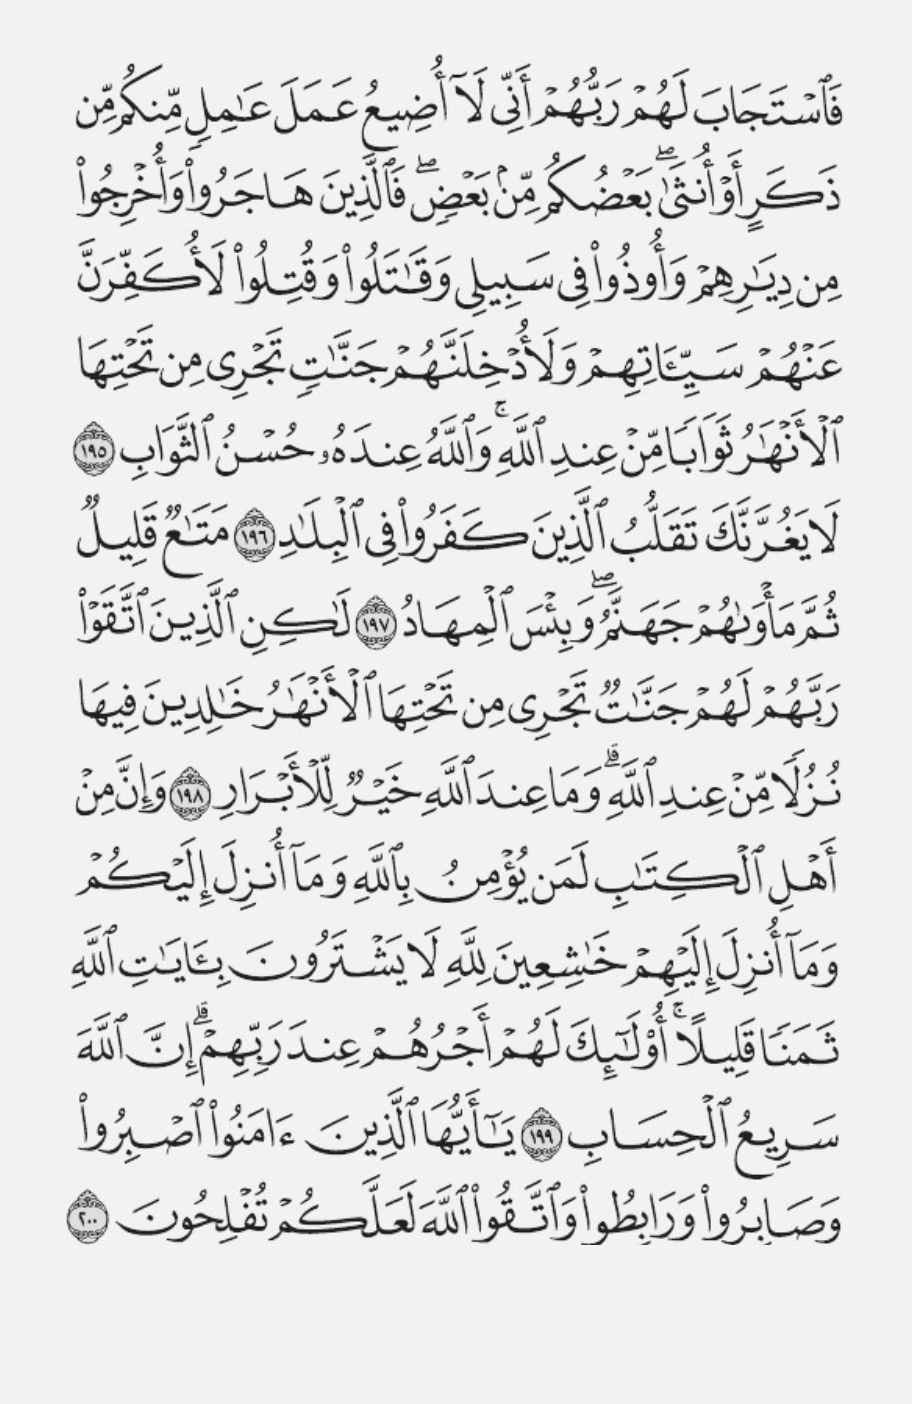 فَٱسْتَجَابَ لَهُمْ رَبُّهُمْ أَنِّى لَآ أُضِيعُ عَمَلَ عَٰمِلٍ مِّنكُم مِّن
ذَكَرٍ أَوْ أُنثَىٰ ۖ بَعْضُكُم مِّنۢ بَعْضٍ ۖ فَٱلَّذِينَ هَاجَرُوا۟ وَأُخْرِجُوا۟
مِن دِيَٰرِهِمْ وَأُوذُوا۟ فِى سَبِيلِى وَقَٰتَلُوا۟ وَقُتِلُوا۟ لَأُكَفِّرَنَّ
عَنْهُمْ سَيِّـَٔاتِهِمْ وَلَأُدْخِلَنَّهُمْ جَنَّٰتٍ تَجْرِى مِن تَحْتِهَا
ٱلْأَنْهَٰرُ ثَوَابًا مِّنْ عِندِ ٱللَّهِ ۚ وَٱللَّهُ عِندَهُۥ حُسْنُ ٱلثَّوَابِ ١٩٥
لَا يَغُرَّنَّكَ تَقَلُّبُ ٱلَّذِينَ كَفَرُوا۟ فِى ٱلْبِلَٰدِ ١٩٦ مَتَٰعٌ قَلِيلٌ
ثُمَّ مَأْوَىٰهُمْ جَهَنَّمُ ۖ وَبِئْسَ ٱلْمِهَادُ ١٩٧ لَٰكِنِ ٱلَّذِينَ ٱتَّقَوْا۟
رَبَّهُمْ لَهُمْ جَنَّٰتٌ تَجْرِى مِن تَحْتِهَا ٱلْأَنْهَٰرُ خَٰلِدِينَ فِيهَا
نُزُلًا مِّنْ عِندِ ٱللَّهِ ۗ وَمَا عِندَ ٱللَّهِ خَيْرٌ لِّلْأَبْرَارِ ١٩٨ وَإِنَّ مِنْ
أَهْلِ ٱلْكِتَٰبِ لَمَن يُؤْمِنُ بِٱللَّهِ وَمَآ أُنزِلَ إِلَيْكُمْ
وَمَآ أُنزِلَ إِلَيْهِمْ خَٰشِعِينَ لِلَّهِ لَا يَشْتَرُونَ بِـَٔايَٰتِ ٱللَّهِ
ثَمَنًا قَلِيلًا ۚ أُو۟لَٰٓئِكَ لَهُمْ أَجْرُهُمْ عِندَ رَبِّهِمْ ۗ إِنَّ ٱللَّهَ
سَرِيعُ ٱلْحِسَابِ ١٩٩ يَٰٓأَيُّهَا ٱلَّذِينَ ءَامَنُوا۟ ٱصْبِرُوا۟
وَصَابِرُوا۟ وَرَابِطُوا۟ وَٱتَّقُوا۟ ٱللَّهَ لَعَلَّكُمْ تُفْلِحُونَ ٢٠٠